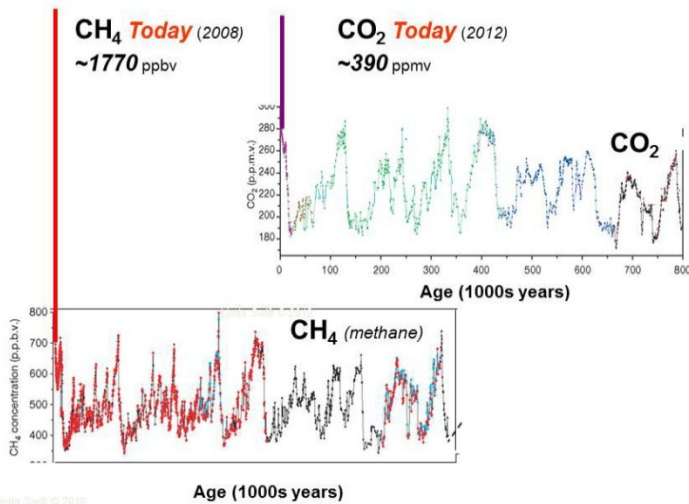 CH4 Today (2008)
~1770 ppbv
CO2 Today (2012)
~390 ppmv
CO2
CO2 (p.p.m.v.)
300
280
260
240
220
200
180
0 100 200 300 400 500 600 700 800
Age (1000s years)
CH4 (methane)
CH4 concentration (p.p.b.v.)
800
700
600
500
400
Age (1000s years)